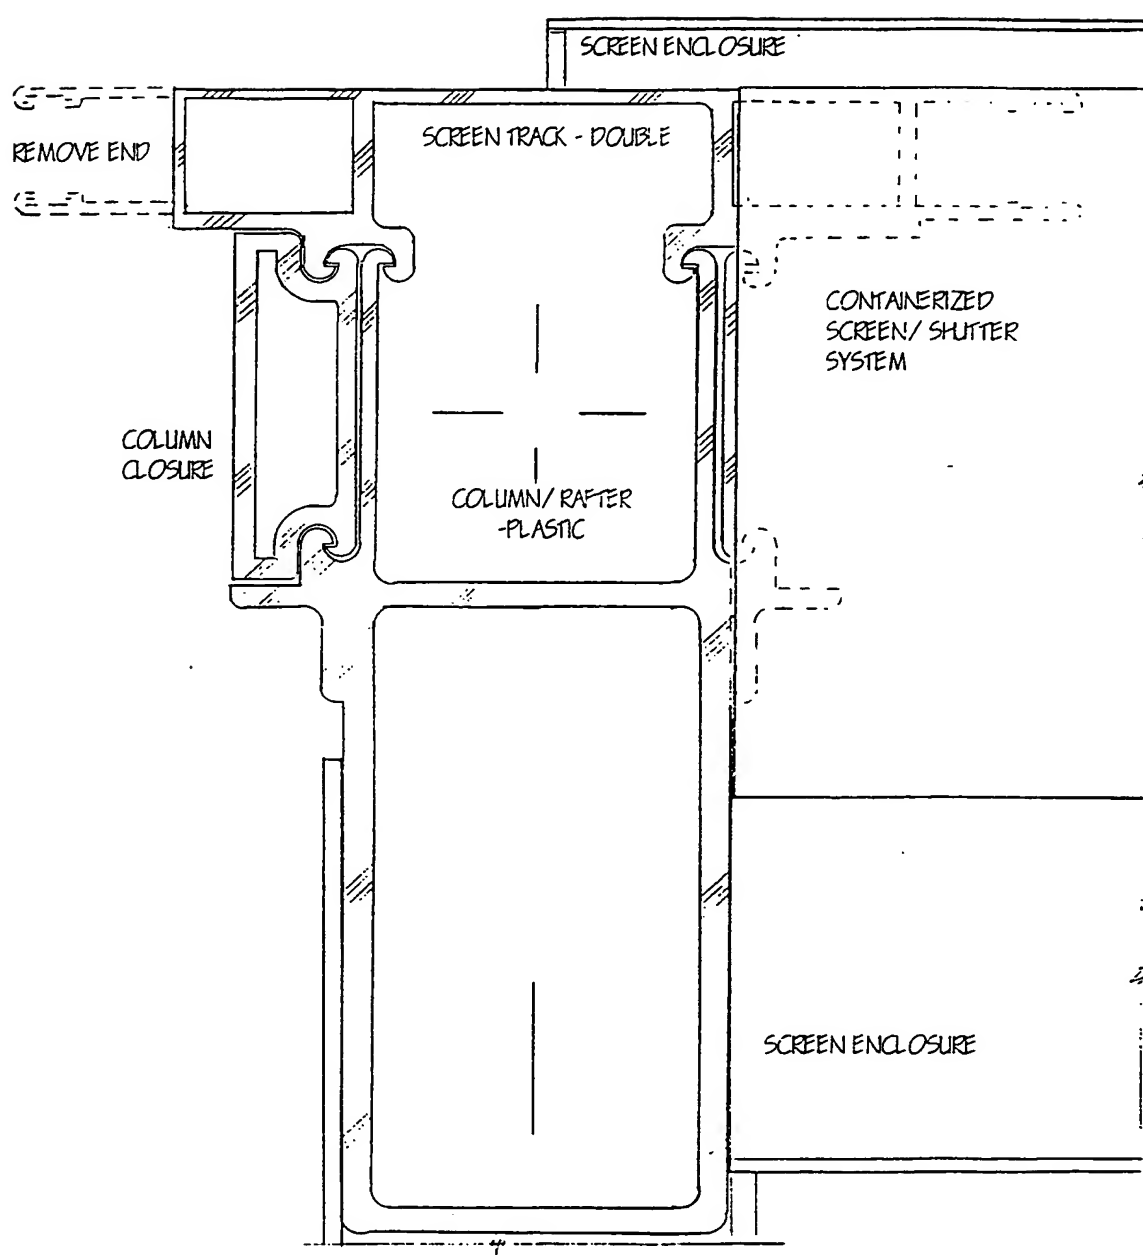 SCREEN ENCLOSURE
SCREEN TRACK - DOUBLE
REMOVE END
CONTAINERIZED
SCREEN/ SHUTTER
SYSTEM
COLUMN
CLOSURE
COLUMN/ RAFTER
-PLASTIC
SCREEN ENCLOSURE